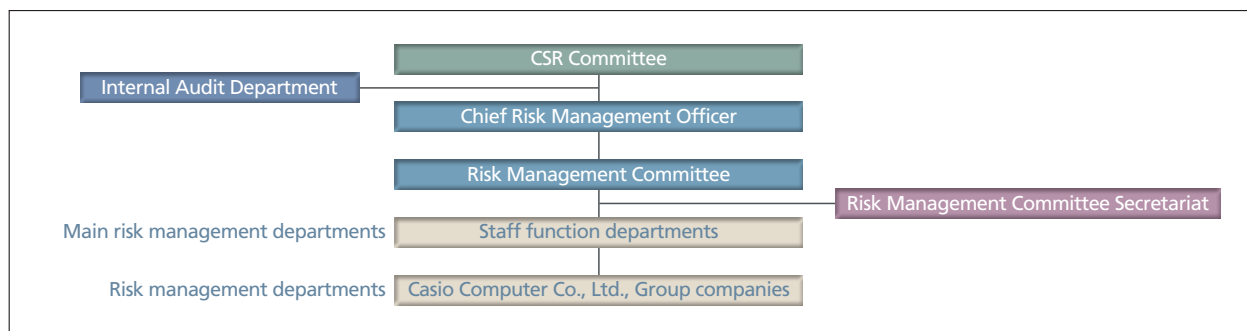 CSR Committee
Internal Audit Department
Chief Risk Management Officer
Risk Management Committee
Risk Management Committee Secretariat
Main risk management departments
Staff function departments
Risk management departments
Casio Computer Co., Ltd., Group companies